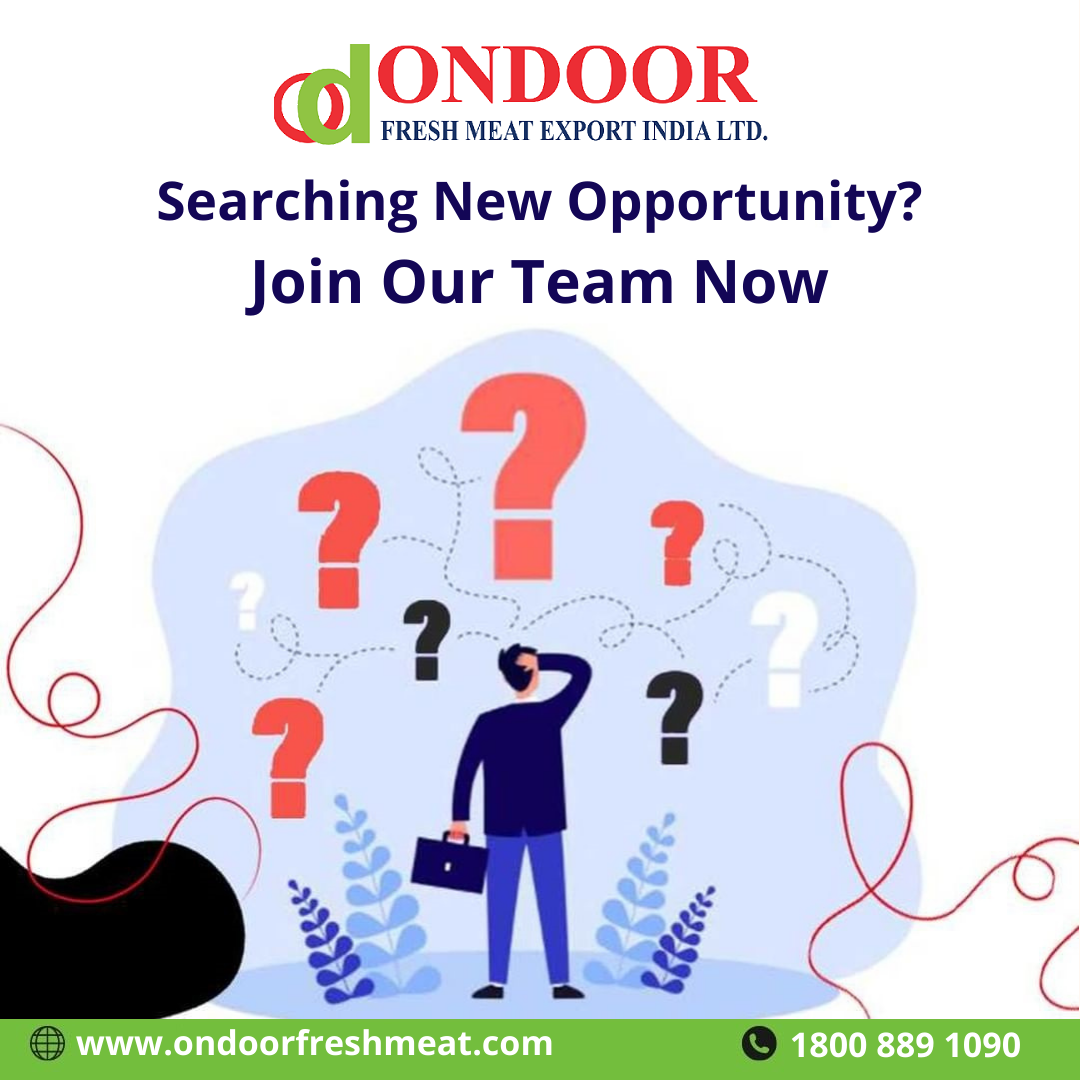 ONDOOR
FRESH MEAT EXPORT INDIA LTD.
Searching New Opportunity?
Join Our Team Now
www.ondoorfreshmeat.com
1800 889 1090